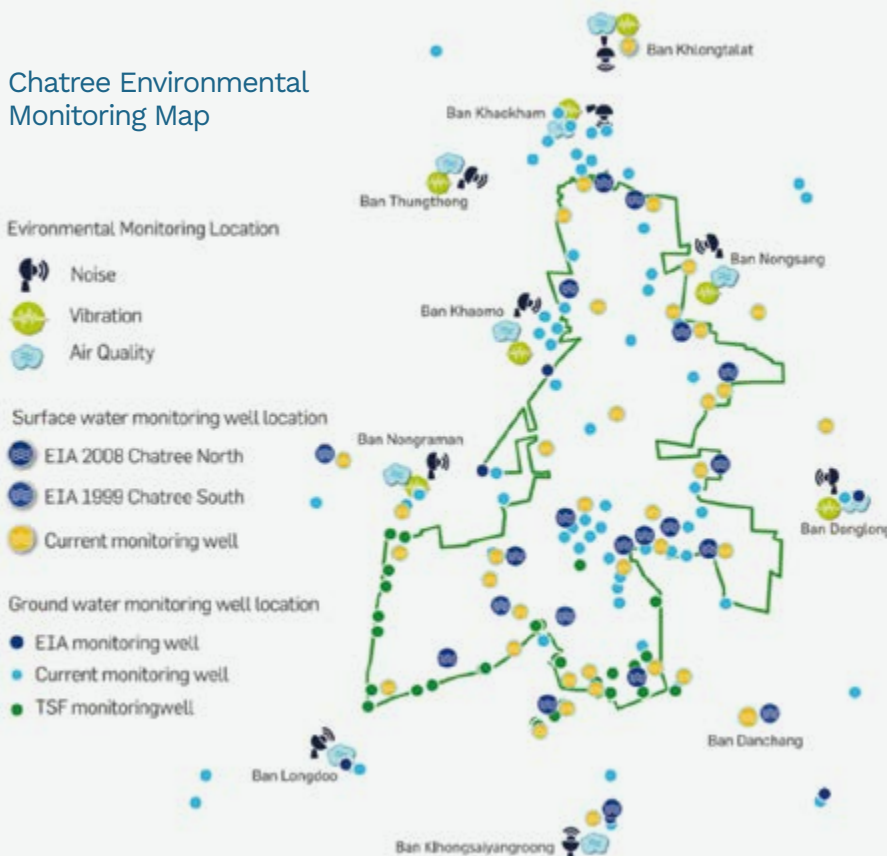 Chatree Environmental
Monitoring Map
Evironmental Monitoring Location
Noise
Vibration
Air Quality
Surface water monitoring well location
EIA 2008 Chatree North
EIA 1999 Chatree South
Current monitoring well
Ground water monitoring well location
EIA monitoring well
Current monitoring well
TSF monitoringwell
Ban Khlongtalat
Ban Khaokham
Ban Thungthong
Ban Nongsang
Ban Khaomo
Ban Nongraman
Ban Denglong
Ban Danchang
Ban Longdoo
Ban Klhongsaiyangroong